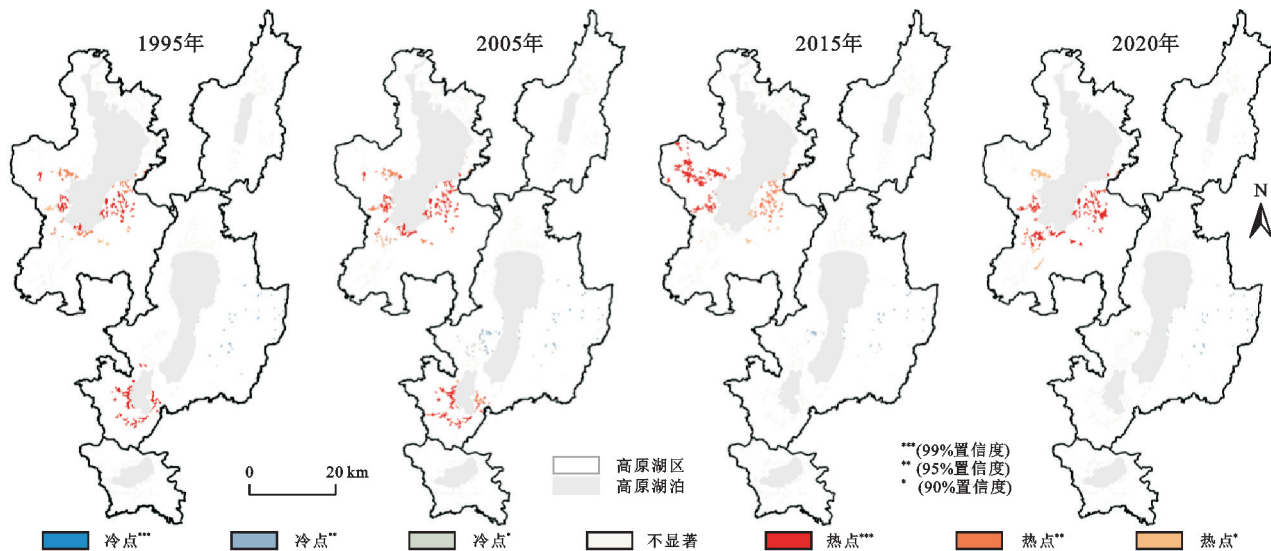 1995年
2005年
2015年
2020年
N
0 20 km
高原湖区
高原湖泊
***(99%置信度)
**(95%置信度)
*(90%置信度)
冷点***
冷点**
冷点*
不显著
热点***
热点**
热点*